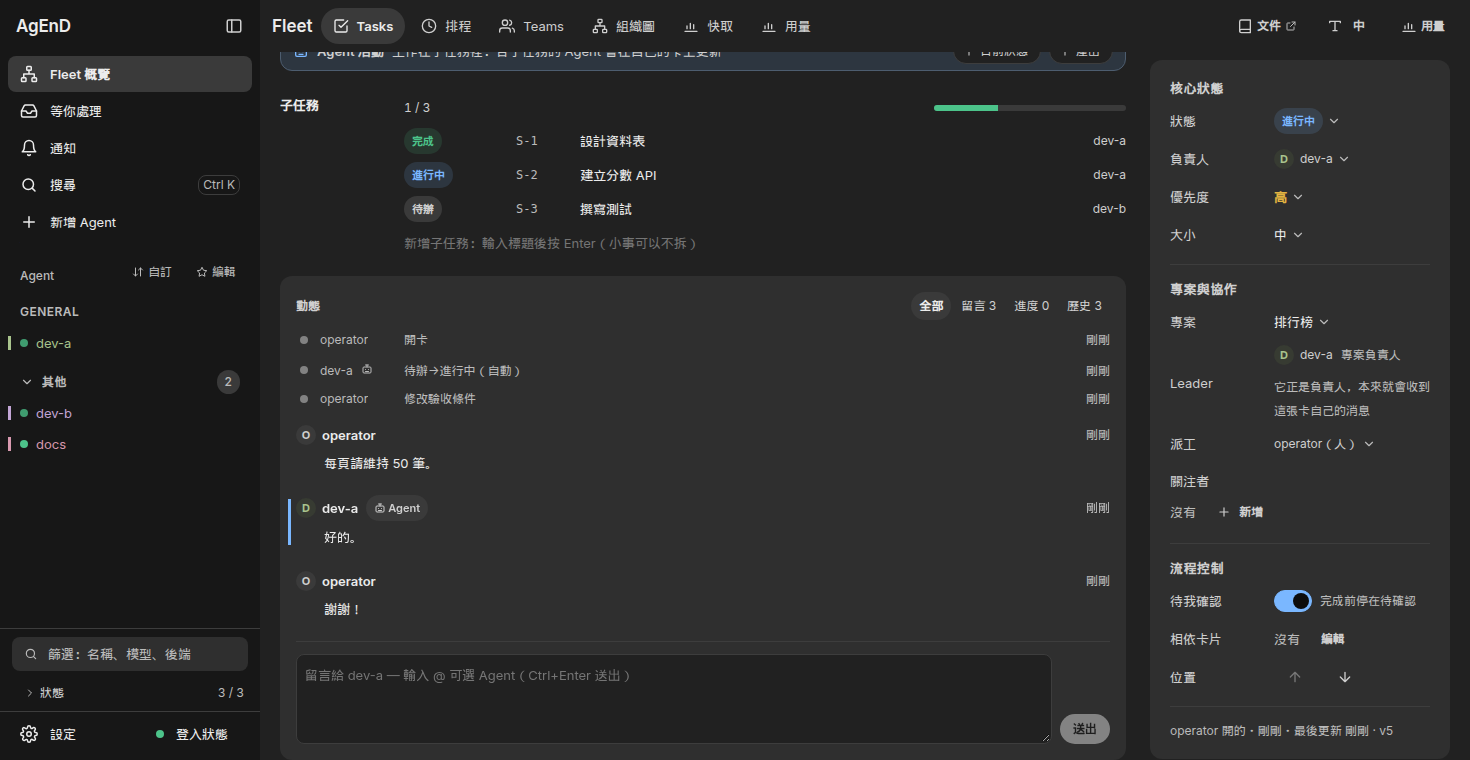 AgEnD
Fleet 概覽
等你處理
通知
搜尋 Ctrl K
新增 Agent
Agent 自訂 編輯
GENERAL
dev-a
其他 2
dev-b
docs
篩選：名稱、模型、後端
狀態 3 / 3
設定 登入狀態
Fleet Tasks 排程 Teams 組織圖 快取 用量
文件 中 用量
子任務 1 / 3
完成 S-1 設計資料表 dev-a
進行中 S-2 建立分數 API dev-a
待辦 S-3 撰寫測試 dev-b
新增子任務：輸入標題後按 Enter（小事可以不拆）
動態 全部 留言 3 進度 0 歷史 3
operator 開卡 剛剛
dev-a 待辦→進行中（自動） 剛剛
operator 修改驗收條件 剛剛
O operator 剛剛
每頁請維持 50 筆。
D dev-a Agent 剛剛
好的。
O operator 剛剛
謝謝！
留言給 dev-a — 輸入 @ 可選 Agent（Ctrl+Enter 送出）
送出
核心狀態
狀態 進行中
負責人 D dev-a
優先度 高
大小 中
專案與協作
專案 排行榜
D dev-a 專案負責人
Leader 它正是負責人，本來就會收到
這張卡自己的消息
派工 operator（人）
關注者
沒有 新增
流程控制
待我確認 完成前停在待確認
相依卡片 沒有 編輯
位置
operator 開的・剛剛・最後更新 剛剛 · v5